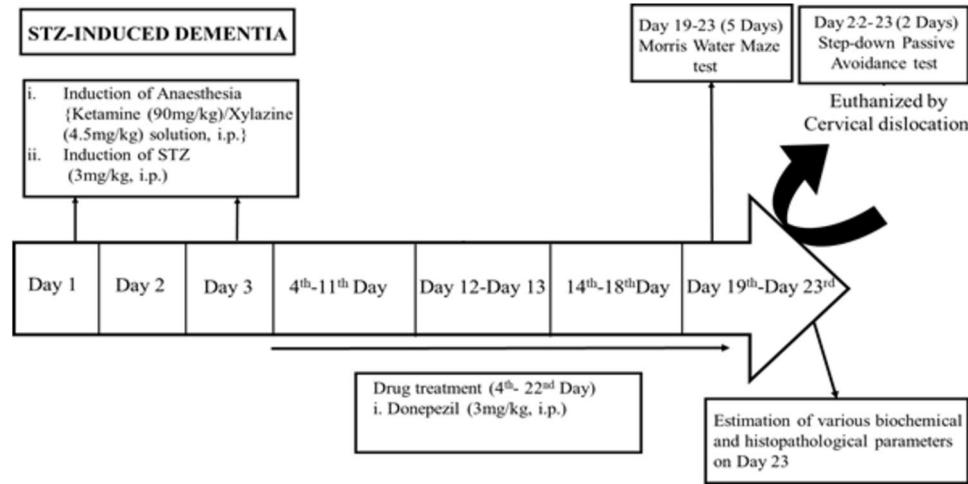 STZ-INDUCED DEMENTIA
i. Induction of Anaesthesia
{Ketamine (90mg/kg)/Xylazine
(4.5mg/kg) solution, i.p.}
ii. Induction of STZ
(3mg/kg, i.p.)
Day 19-23 (5 Days)
Morris Water Maze
test
Day 22-23 (2 Days)
Step-down Passive
Avoidance test
Euthanized by
Cervical dislocation
Day 1
Day 2
Day 3
4th-11th Day
Day 12-Day 13
14th-18thDay
Day 19th-Day 23rd
Drug treatment (4th- 22nd Day)
i. Donepezil (3mg/kg, i.p.)
Estimation of various biochemical
and histopathological parameters
on Day 23